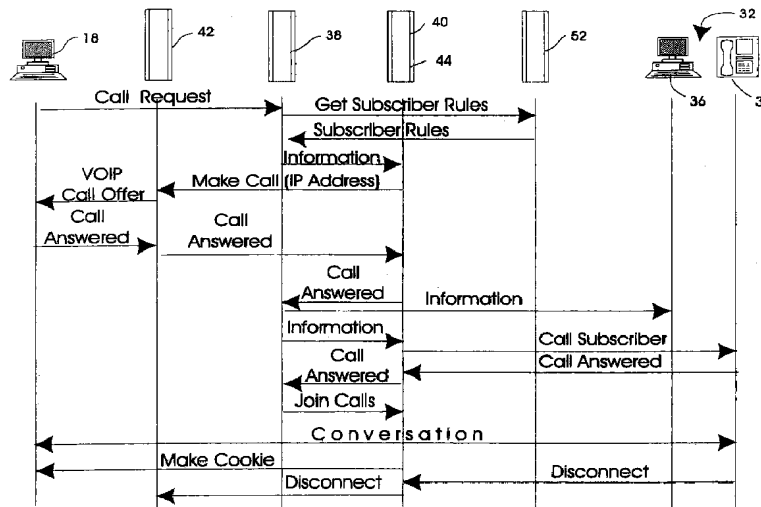 18
42
38
40
44
52
32
36
3
Call Request
Get Subscriber Rules
Subscriber Rules
Information
VOIP
Call Offer
Make Call (IP Address)
Call
Answered
Call
Answered
Call
Answered
Information
Information
Call Subscriber
Call
Answered
Call Answered
Join Calls
Conversation
Make Cookie
Disconnect
Disconnect